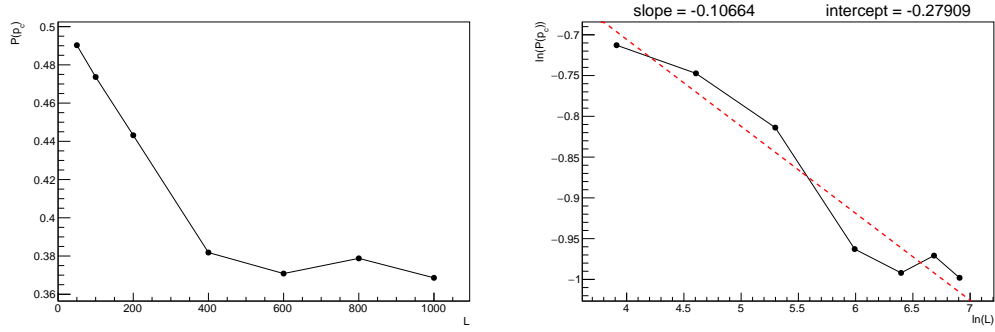 slope = -0.10664 intercept = -0.27909
P(p_c)
0.5
0.48
0.46
0.44
0.42
0.4
0.38
0.36
0 200 400 600 800 1000
L
ln(P(p_c))
−0.7
−0.75
−0.8
−0.85
−0.9
−0.95
−1
4 4.5 5 5.5 6 6.5 7
ln(L)